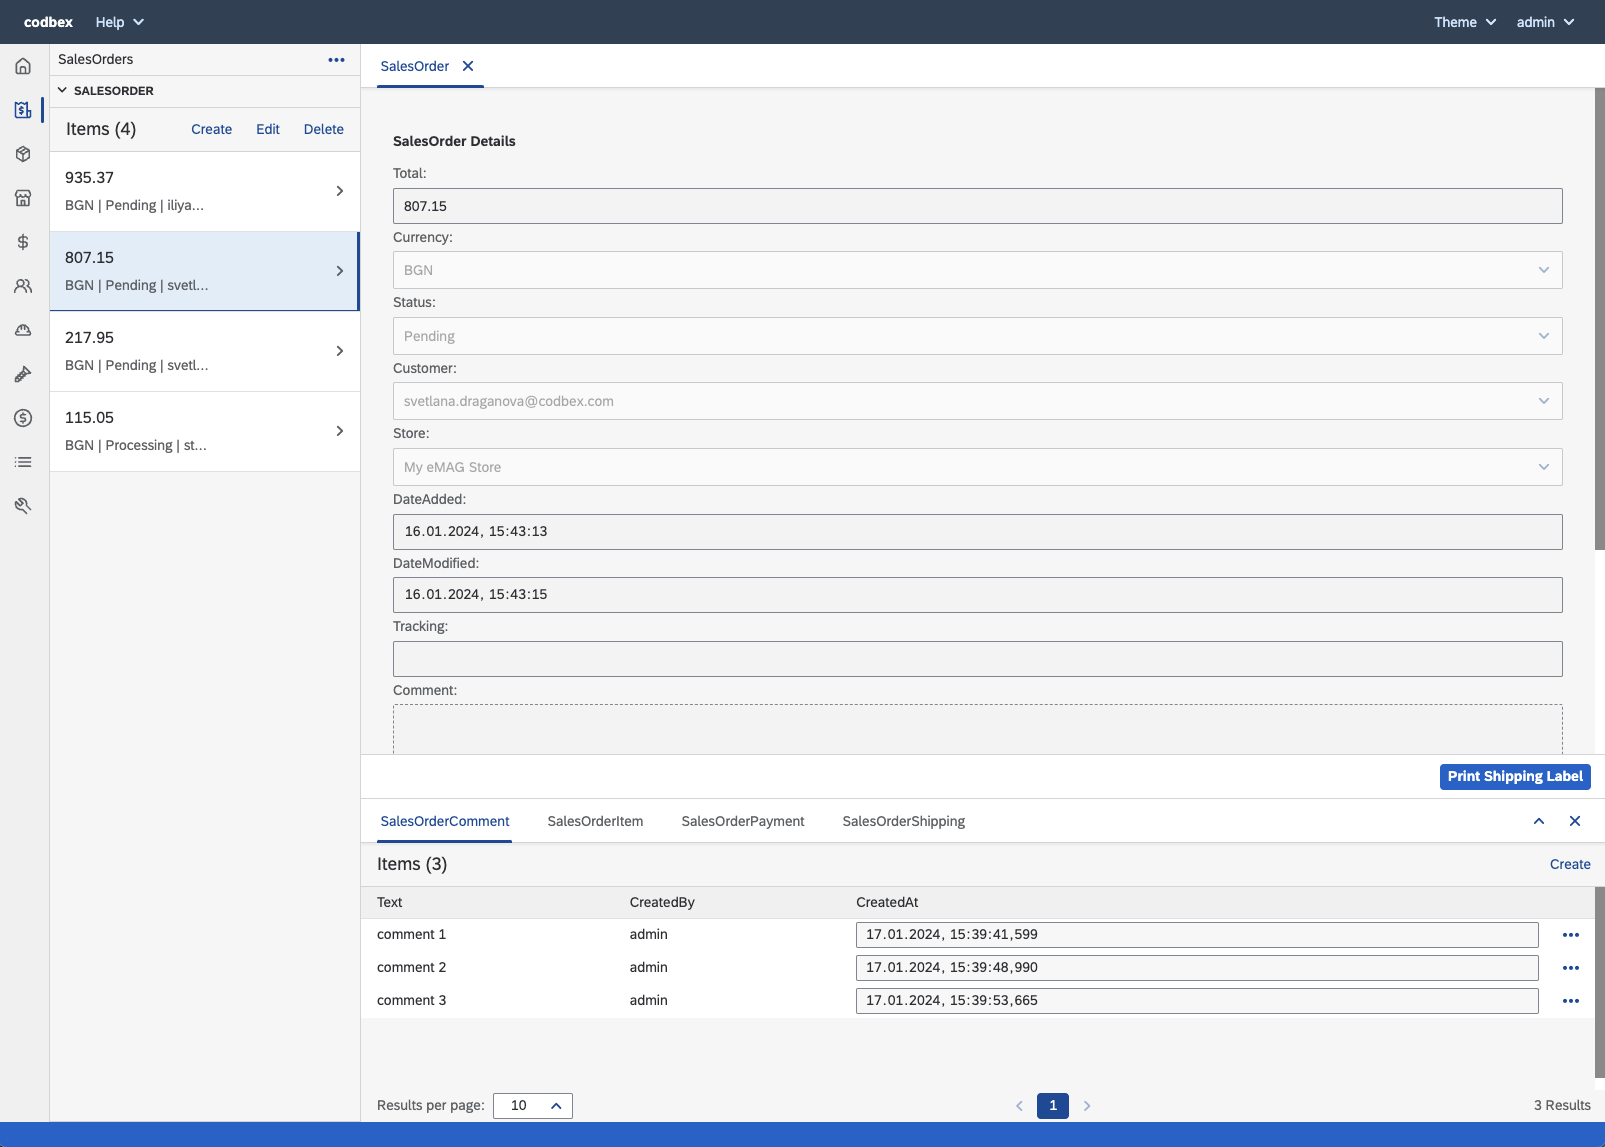 codbex Help Theme admin
SalesOrders
SALESORDER
Items (4) Create Edit Delete
935.37
BGN | Pending | iliya...
807.15
BGN | Pending | svetl...
217.95
BGN | Pending | svetl...
115.05
BGN | Processing | st...
SalesOrder
SalesOrder Details
Total:
807.15
Currency:
BGN
Status:
Pending
Customer:
svetlana.draganova@codbex.com
Store:
My eMAG Store
DateAdded:
16.01.2024, 15:43:13
DateModified:
16.01.2024, 15:43:15
Tracking:
Comment:
Print Shipping Label
SalesOrderComment SalesOrderItem SalesOrderPayment SalesOrderShipping
Items (3) Create
Text CreatedBy CreatedAt
comment 1 admin 17.01.2024, 15:39:41,599
comment 2 admin 17.01.2024, 15:39:48,990
comment 3 admin 17.01.2024, 15:39:53,665
Results per page: 10 1 3 Results